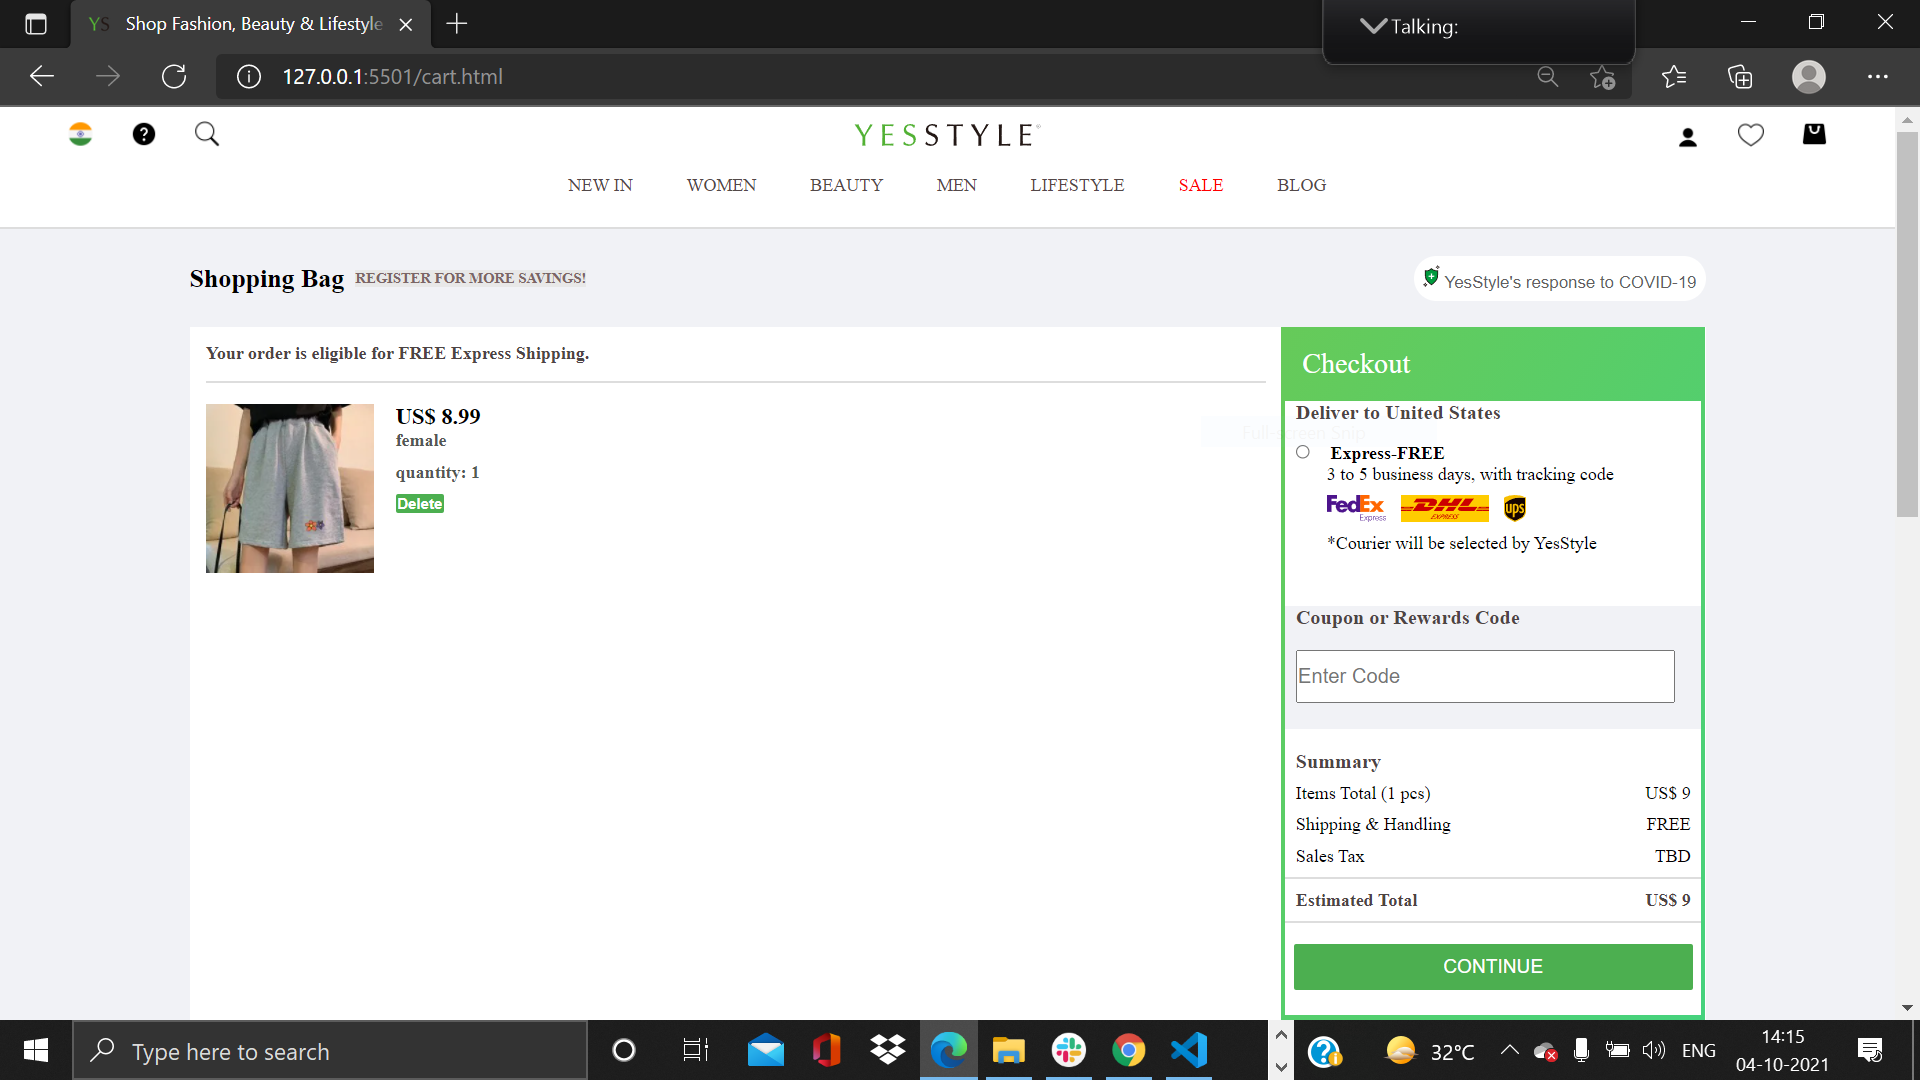 YS Shop Fashion, Beauty & Lifestyle
Talking:
127.0.0.1:5501/cart.html
YESSTYLE
NEW IN WOMEN BEAUTY MEN LIFESTYLE SALE BLOG
Shopping Bag REGISTER FOR MORE SAVINGS!
YesStyle's response to COVID-19
Your order is eligible for FREE Express Shipping.
US$ 8.99
female
quantity: 1
Delete
Checkout
Deliver to United States
Full-screen Snip
Express-FREE
3 to 5 business days, with tracking code
FedEx Express DHL EXPRESS ups
*Courier will be selected by YesStyle
Coupon or Rewards Code
Enter Code
Summary
Items Total (1 pcs) US$ 9
Shipping & Handling FREE
Sales Tax TBD
Estimated Total US$ 9
CONTINUE
Type here to search
32°C
ENG
14:15
04-10-2021